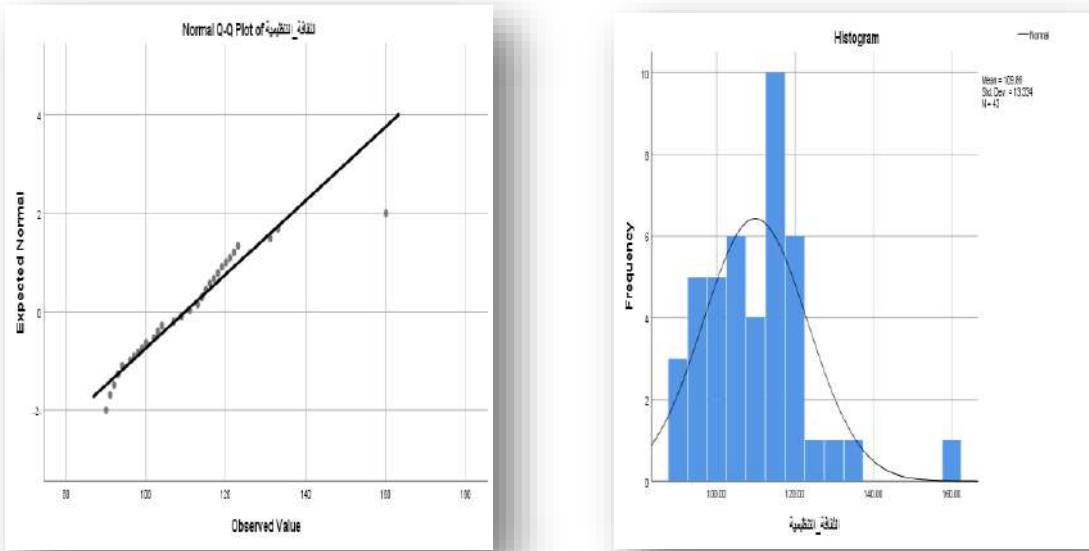 Normal Q-Q Plot of الثقافة_التنظيمية
Expected Normal
4
2
0
-2
80
100
120
140
160
180
Observed Value
Histogram
Normal
Mean = 109.86
Std. Dev. = 13.334
N = 43
Frequency
10
8
6
4
2
0
100.00
120.00
140.00
160.00
الثقافة_التنظيمية